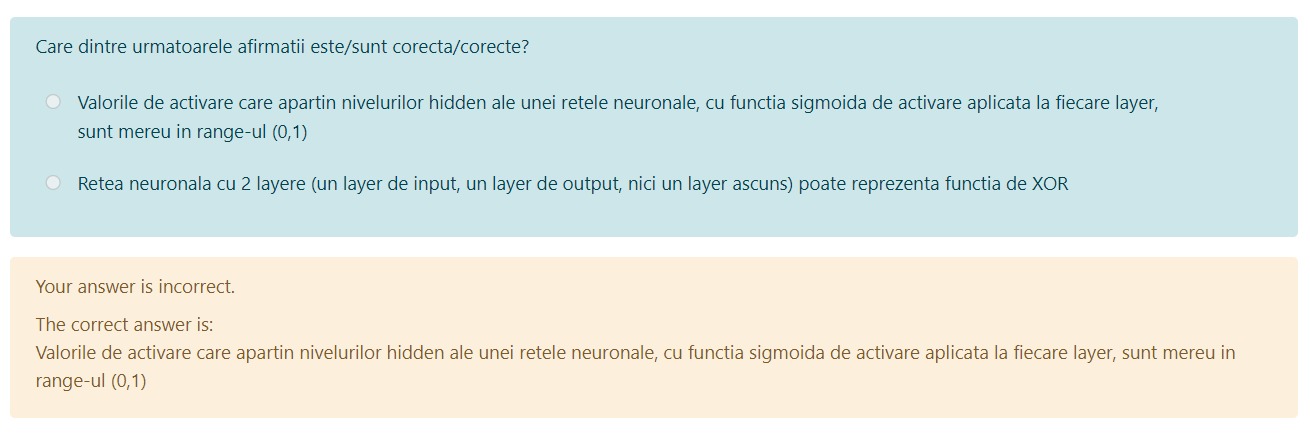 Care dintre urmatoarele afirmatii este/sunt corecta/corecte?
Valorile de activare care apartin nivelurilor hidden ale unei retele neuronale, cu functia sigmoida de activare aplicata la fiecare layer,
sunt mereu in range-ul (0,1)
Retea neuronala cu 2 layere (un layer de input, un layer de output, nici un layer ascuns) poate reprezenta functia de XOR
Your answer is incorrect.
The correct answer is:
Valorile de activare care apartin nivelurilor hidden ale unei retele neuronale, cu functia sigmoida de activare aplicata la fiecare layer, sunt mereu in
range-ul (0,1)